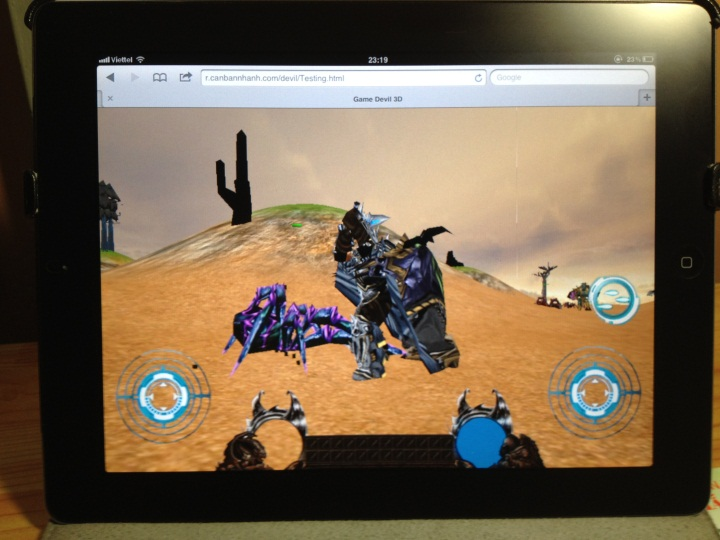 Viettel
23:19
23%
r.canbannhanh.com/devil/Testing.html
Google
Game Devil 3D